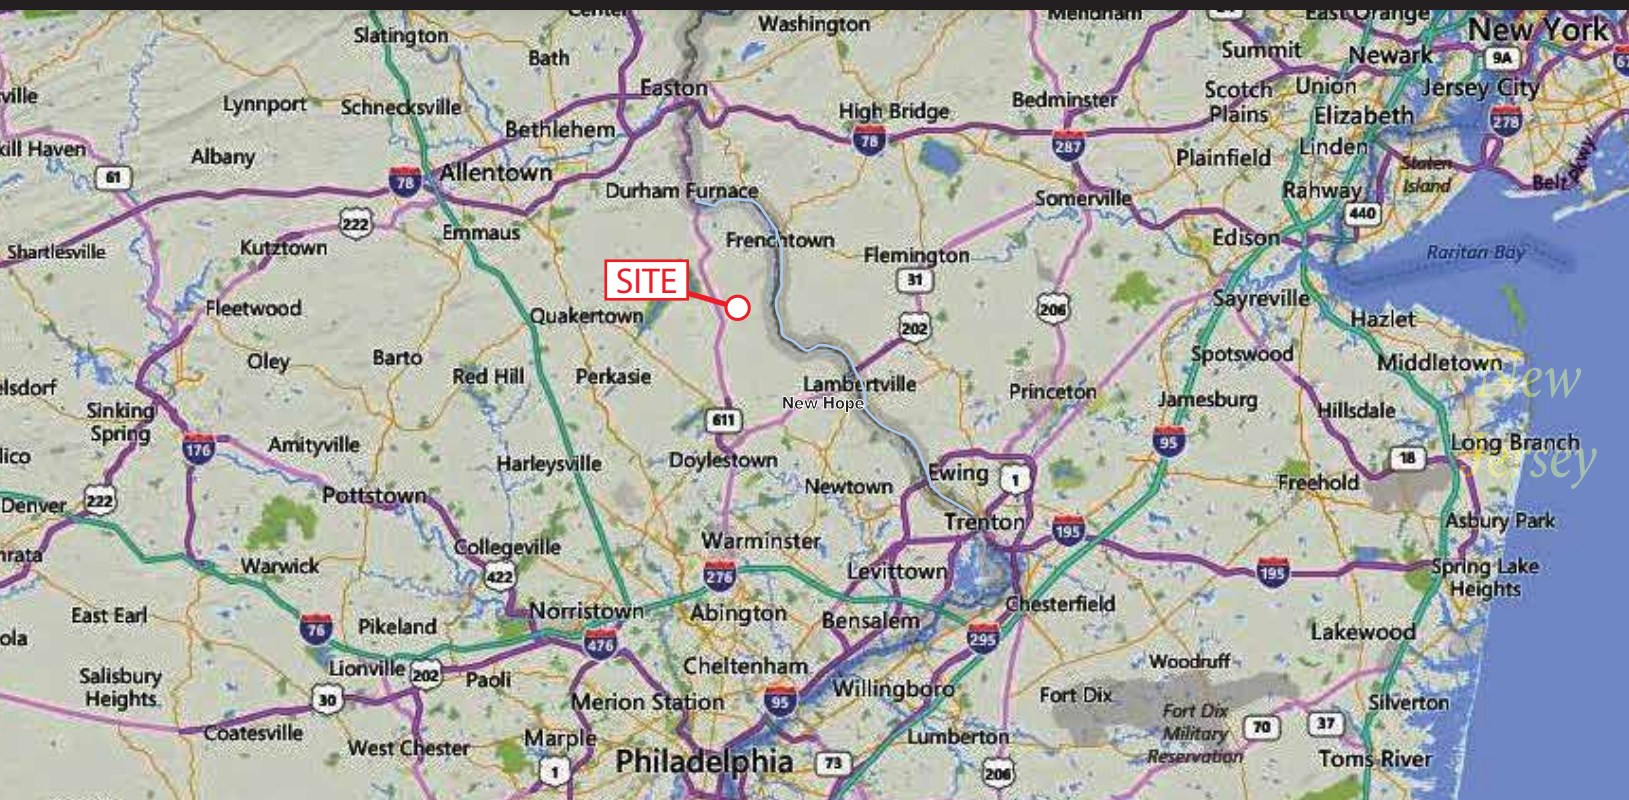 Center
Washington
Mendham
East Orange
New York
Slatington
Bath
Summit
Newark
9A
ville
Easton
Scotch
Plains
Union
Jersey City
Lynnport
Schnecksville
High Bridge
Bedminster
Elizabeth
278
Bethlehem
78
287
Linden
kill Haven
Albany
Plainfield
Staten
Island
Belt Pkwy
61
78
Allentown
Durham Furnace
Somerville
Rahway
440
222
Emmaus
Frenchtown
Edison
Shartlesville
Kutztown
Flemington
Raritan Bay
SITE
31
Fleetwood
Quakertown
202
206
Sayreville
Hazlet
Oley
Barto
Red Hill
Perkasie
Lambertville
New Hope
Princeton
Spotswood
Middletown
New
Jersey
elsdorf
Sinking
Spring
611
Jamesburg
Hillsdale
176
Amityville
Harleysville
Doylestown
Ewing
1
95
18
Long Branch
lico
Newtown
Freehold
Denver
222
Pottstown
Trenton
195
Asbury Park
hrata
Collegeville
Warminster
Warwick
422
276
Levittown
195
Spring Lake
Heights
East Earl
Norristown
Abington
Bensalem
Chesterfield
ola
76
Pikeland
476
295
Lakewood
Salisbury
Heights
Lionville
202
Paoli
Cheltenham
Woodruff
30
Merion Station
95
Willingboro
Fort Dix
Silverton
Coatesville
West Chester
Marple
Lumberton
Fort Dix
Military
Reservation
70
37
1
Philadelphia
73
206
Toms River